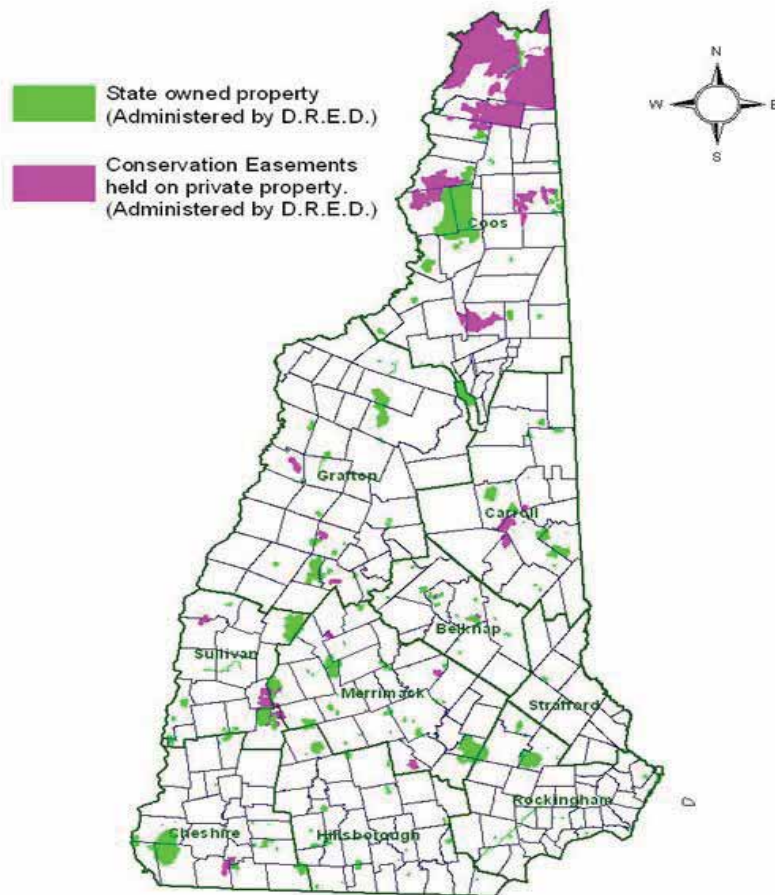 State owned property
(Administered by D.R.E.D.)
Conservation Easements
held on private property.
(Administered by D.R.E.D.)
N
W
E
S
Coos
Grafton
Carroll
Belknap
Sullivan
Merrimack
Strafford
Rockingham
Cheshire
Hillsborough